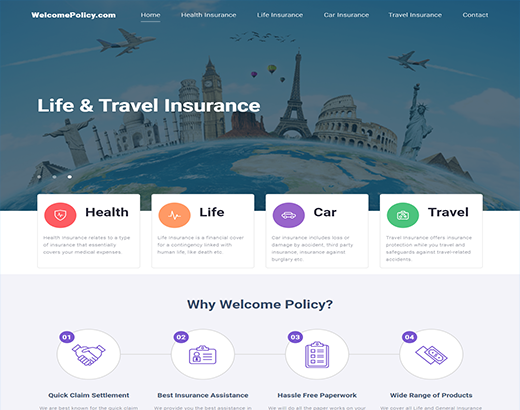 WelcomePolicy.com
Home
Health Insurance
Life Insurance
Car Insurance
Travel Insurance
Contact
Life & Travel Insurance
Health
Health Insurance relates to a type
of insurance that essentially
covers your medical expenses.
Life
Life insurance is a financial cover
for a contingency linked with
human life, like death etc.
Car
Car insurance includes loss or
damage by accident, third party
insurance, insurance against
burglary etc.
Travel
Travel insurance offers insurance
protection while you travel and
safeguards against travel-related
accidents.
Why Welcome Policy?
01
02
03
04
Quick Claim Settlement
Best Insurance Assistance
Hassle Free Paperwork
Wide Range of Products
We are best known for the quick claim
We provide you the best assistance in
We will do all the paper works on your
We cover all Life and General Insurance